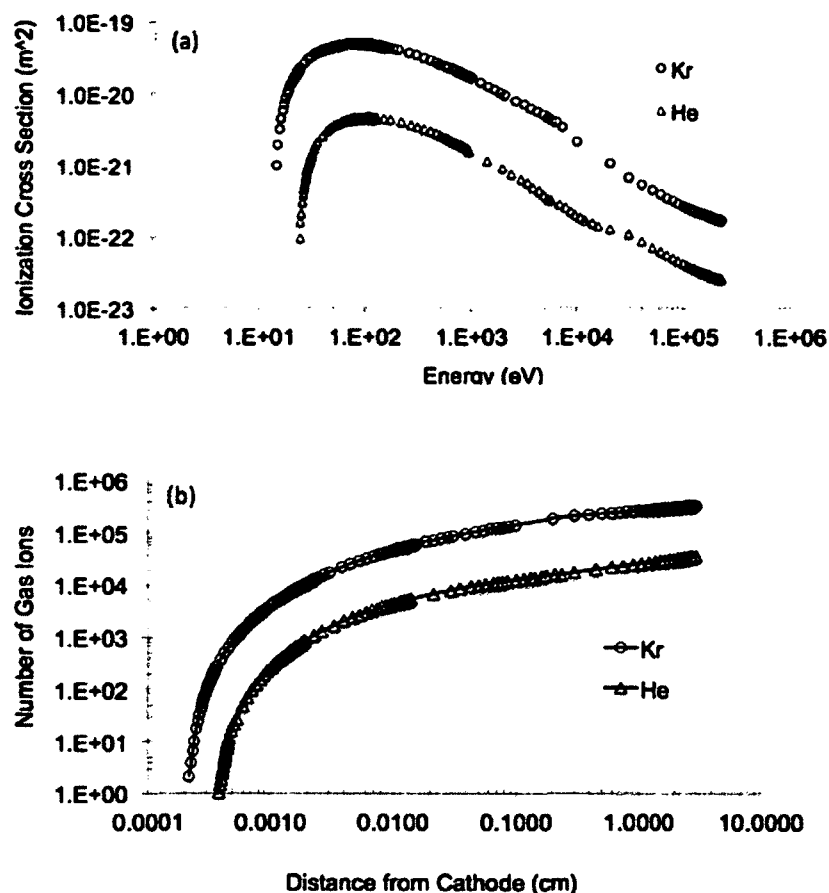 (a)
Ionization Cross Section (m^2)
1.0E-19
1.0E-20
1.0E-21
1.0E-22
1.0E-23
Kr
He
1.E+00 1.E+01 1.E+02 1.E+03 1.E+04 1.E+05 1.E+06
Energy (eV)
(b)
Number of Gas Ions
1.E+06
1.E+05
1.E+04
1.E+03
1.E+02
1.E+01
1.E+00
Kr
He
0.0001 0.0010 0.0100 0.1000 1.0000 10.0000
Distance from Cathode (cm)